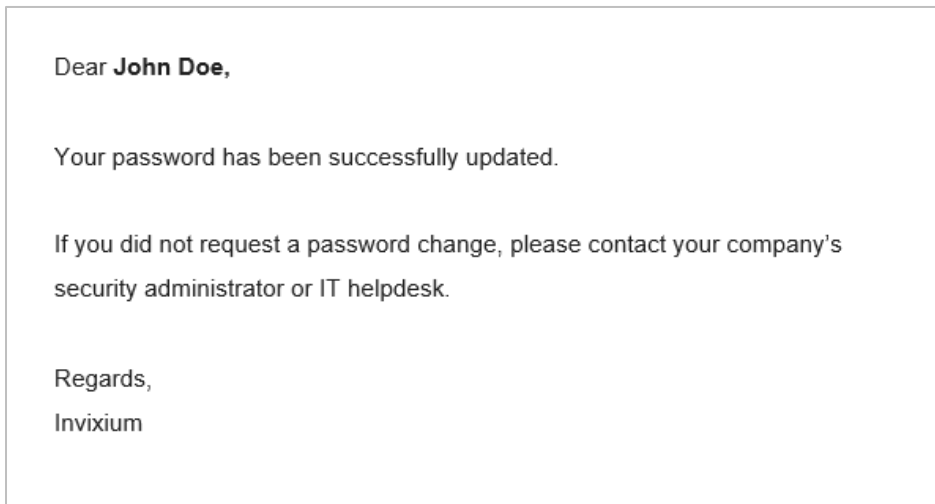 Dear John Doe,
Your password has been successfully updated.
If you did not request a password change, please contact your company’s
security administrator or IT helpdesk.
Regards,
Invixium